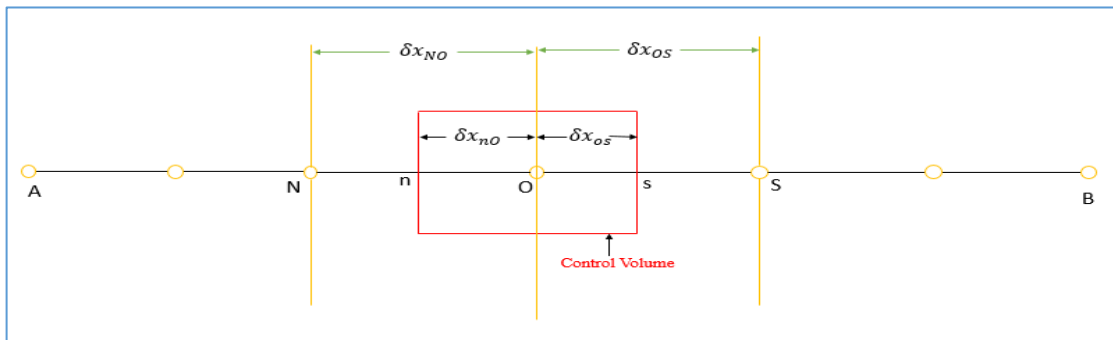 δx_NO δx_OS
δx_nO δx_os
A N n O s S B
Control Volume